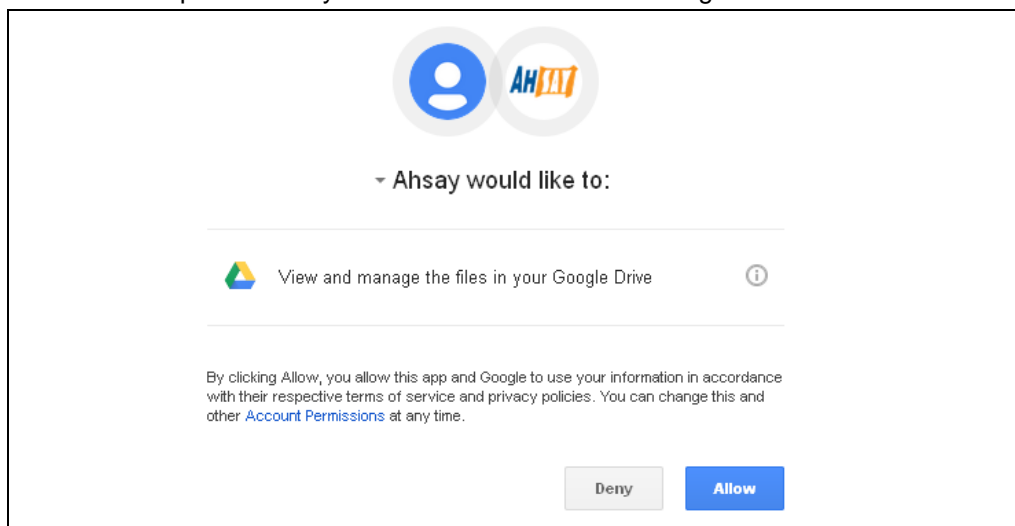 AHSAY
Ahsay would like to:
View and manage the files in your Google Drive
By clicking Allow, you allow this app and Google to use your information in accordance
with their respective terms of service and privacy policies. You can change this and
other Account Permissions at any time.
Deny
Allow